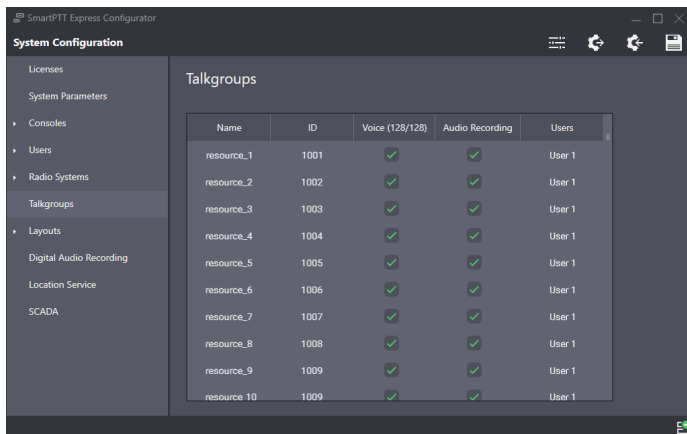 SmartPTT Express Configurator
System Configuration
Licenses
System Parameters
Consoles
Users
Radio Systems
Talkgroups
Layouts
Digital Audio Recording
Location Service
SCADA
Talkgroups
Name ID Voice (128/128) Audio Recording Users
resource_1 1001 User 1
resource_2 1002 User 1
resource_3 1003 User 1
resource_4 1004 User 1
resource_5 1005 User 1
resource_6 1006 User 1
resource_7 1007 User 1
resource_8 1008 User 1
resource_9 1009 User 1
resource 10 1009 User 1